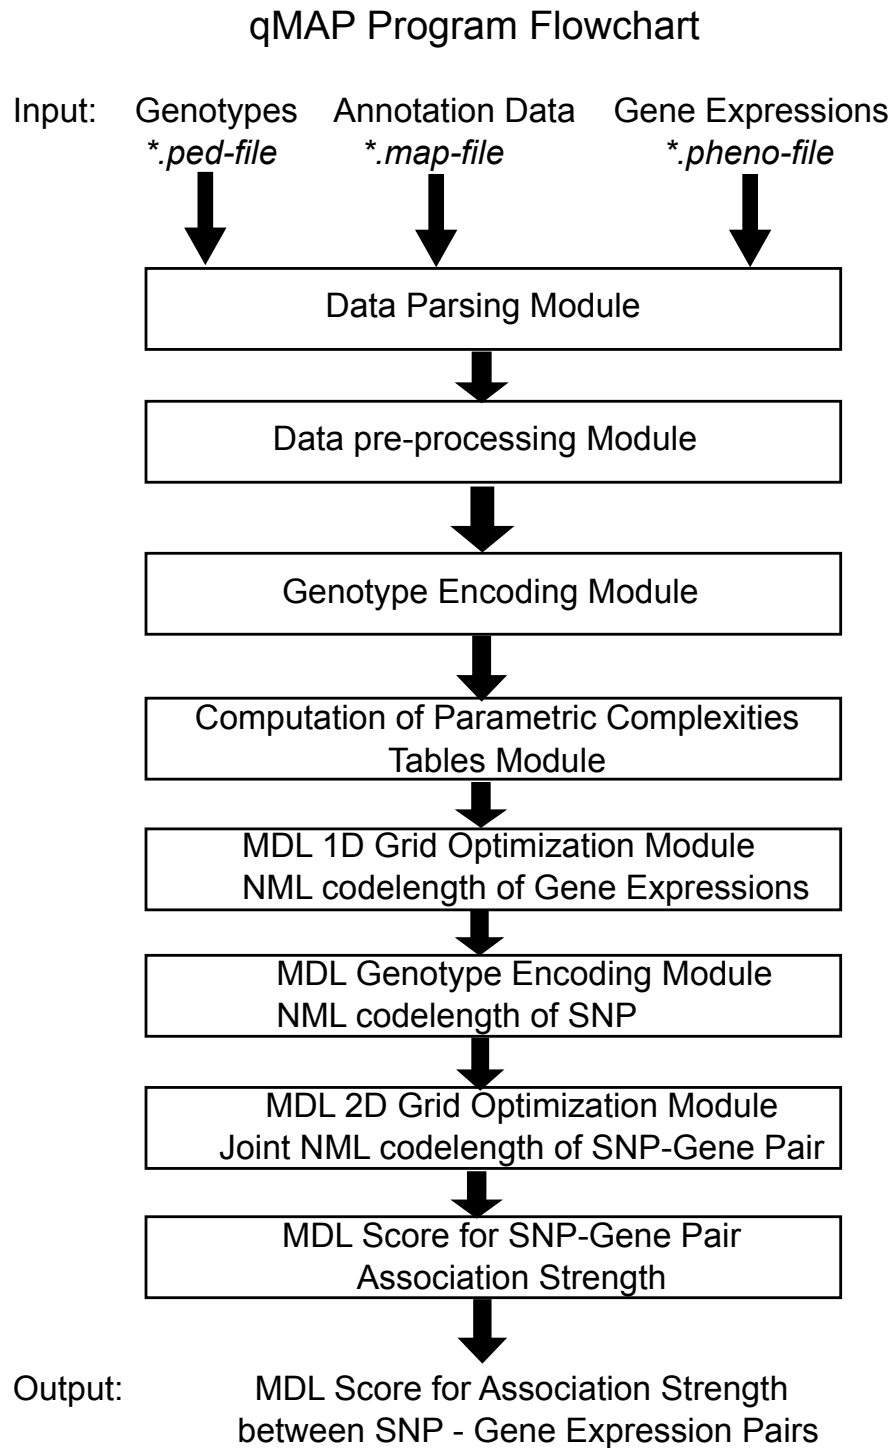 qMAP Program Flowchart
Input: Genotypes Annotation Data Gene Expressions
*.ped-file *.map-file *.pheno-file
Data Parsing Module
Data pre-processing Module
Genotype Encoding Module
Computation of Parametric Complexities
Tables Module
MDL 1D Grid Optimization Module
NML codelength of Gene Expressions
MDL Genotype Encoding Module
NML codelength of SNP
MDL 2D Grid Optimization Module
Joint NML codelength of SNP-Gene Pair
MDL Score for SNP-Gene Pair
Association Strength
Output: MDL Score for Association Strength
between SNP - Gene Expression Pairs